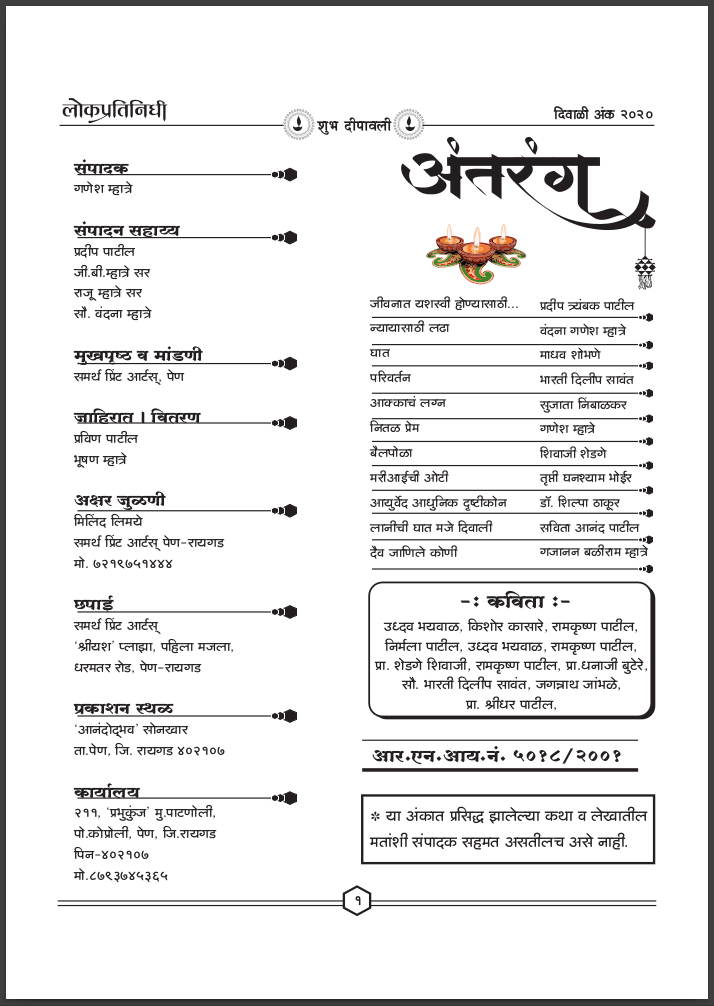 लोकप्रतिनिधी
शुभ दीपावली
दिवाळी अंक २०२०
संपादक
गणेश म्हात्रे
संपादन सहाय्य
प्रदीप पाटील
जी.बी.म्हात्रे सर
राजू म्हात्रे सर
सौ. वंदना म्हात्रे
मुखपृष्ठ व मांडणी
समर्थ प्रिंट आर्टस्, पेण
जाहिरात । वितरण
प्रविण पाटील
भूषण म्हात्रे
अक्षर जुळणी
मिलिंद लिमये
समर्थ प्रिंट आर्टस् पेण-रायगड
मो. ७२१९७५१४४४
छपाई
समर्थ प्रिंट आर्टस्
‘श्रीयश’ प्लाझा, पहिला मजला,
धरमतर रोड, पेण-रायगड
प्रकाशन स्थळ
‘आनंदोद्‌भव’ सोनखार
ता.पेण, जि. रायगड ४०२१०७
कार्यालय
२११, ‘प्रभुकुंज’ मु.पाटणोली,
पो.कोप्रोली, पेण, जि.रायगड
पिन-४०२१०७
मो.८७९३७४५३६५
अंतरंग
जीवनात यशस्वी होण्यासाठी... प्रदीप त्र्यंबक पाटील
न्यायासाठी लढा वंदना गणेश म्हात्रे
घात माधव शोभणे
परिवर्तन भारती दिलीप सावंत
आक्काचं लग्न सुजाता निंबाळकर
नितळ प्रेम गणेश म्हात्रे
बैलपोळा शिवाजी शेडगे
मरीआईची ओटी तृप्ती घनश्याम भोईर
आयुर्वेद आधुनिक दृष्टीकोन डॉ. शिल्पा ठाकूर
लानीची घात मजे दिवाली सविता आनंद पाटील
दैव जाणिले कोणी गजानन बळीराम म्हात्रे
-: कविता :-
उध्दव भयवाळ, किशोर कासारे, रामकृष्ण पाटील,
निर्मला पाटील, उध्दव भयवाळ, रामकृष्ण पाटील,
प्रा. शेडगे शिवाजी, रामकृष्ण पाटील, प्रा.धनाजी बुटेरे,
सौ. भारती दिलीप सावंत, जगन्नाथ जांभळे,
प्रा. श्रीधर पाटील,
आर.एन.आय.नं. ५०१८/२००१
* या अंकात प्रसिद्ध झालेल्या कथा व लेखातील
मतांशी संपादक सहमत असतीलच असे नाही.
१